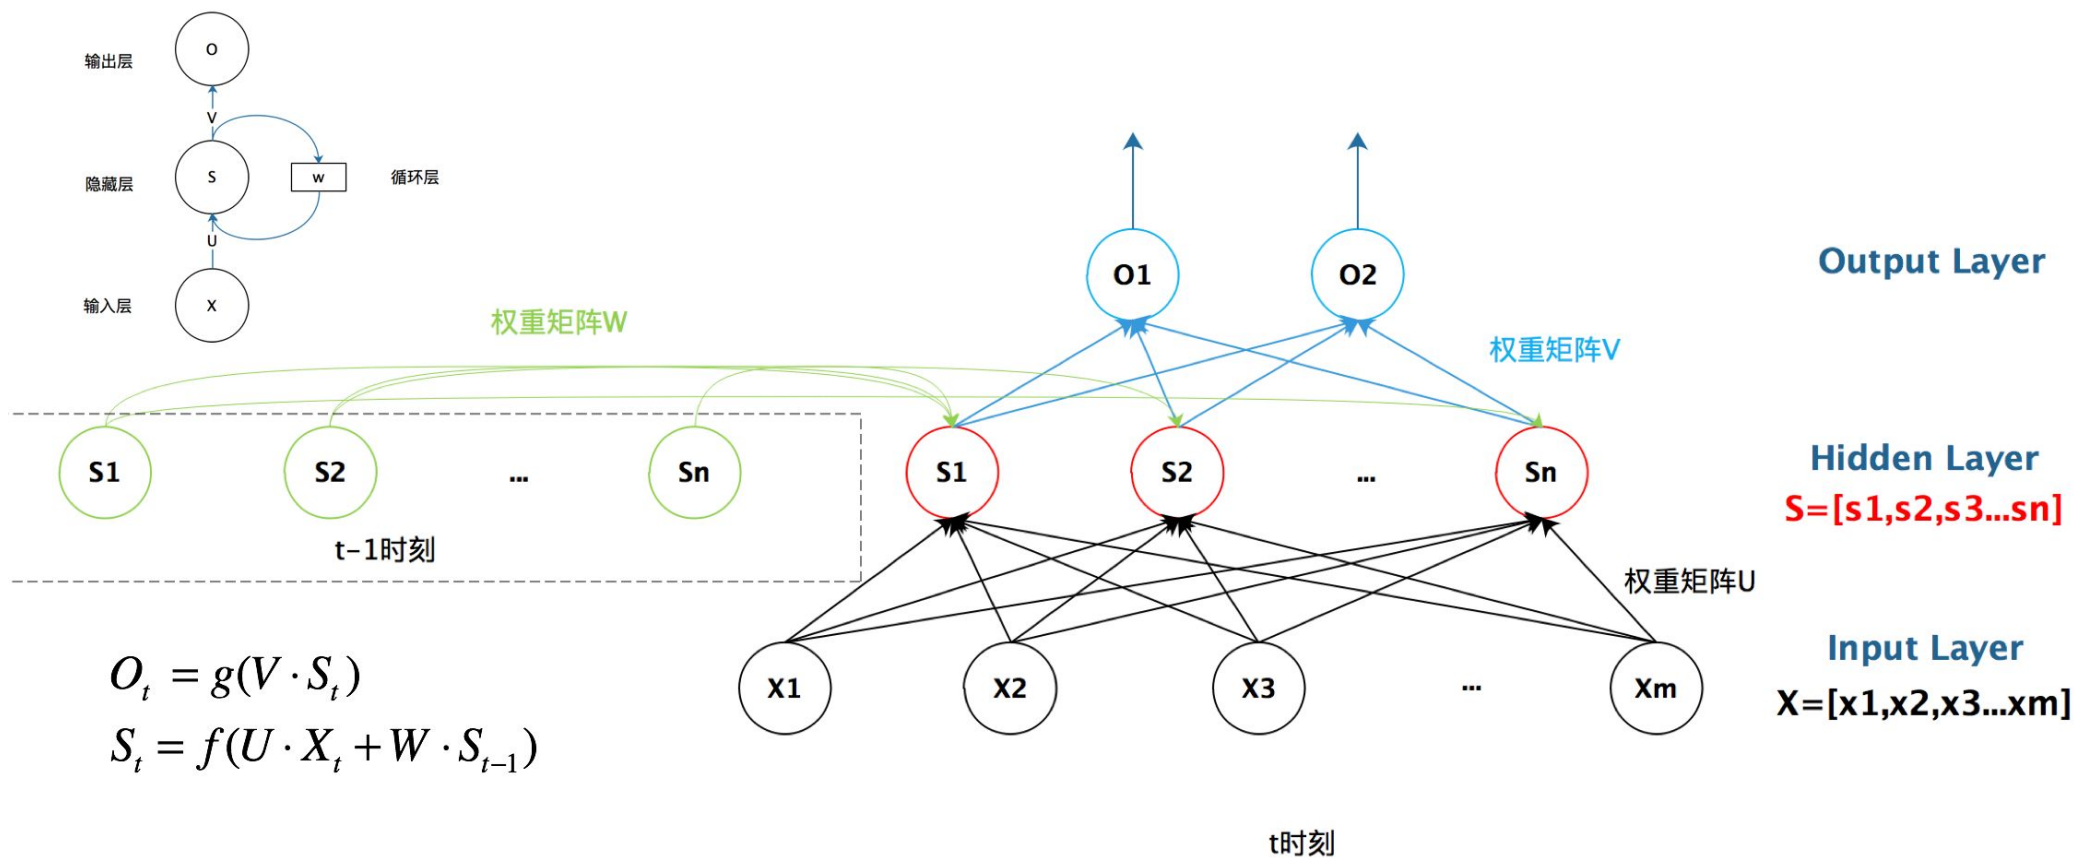 O
输出层
V
隐藏层
S
w
循环层
U
输入层
X
权重矩阵W
O1
O2
Output Layer
权重矩阵V
S1
S2
...
Sn
t-1时刻
S1
S2
...
Sn
Hidden Layer
S=[s1,s2,s3...sn]
权重矩阵U
X1
X2
X3
...
Xm
Input Layer
X=[x1,x2,x3...xm]
O_t = g(V · S_t)
S_t = f(U · X_t + W · S_{t-1})
t时刻